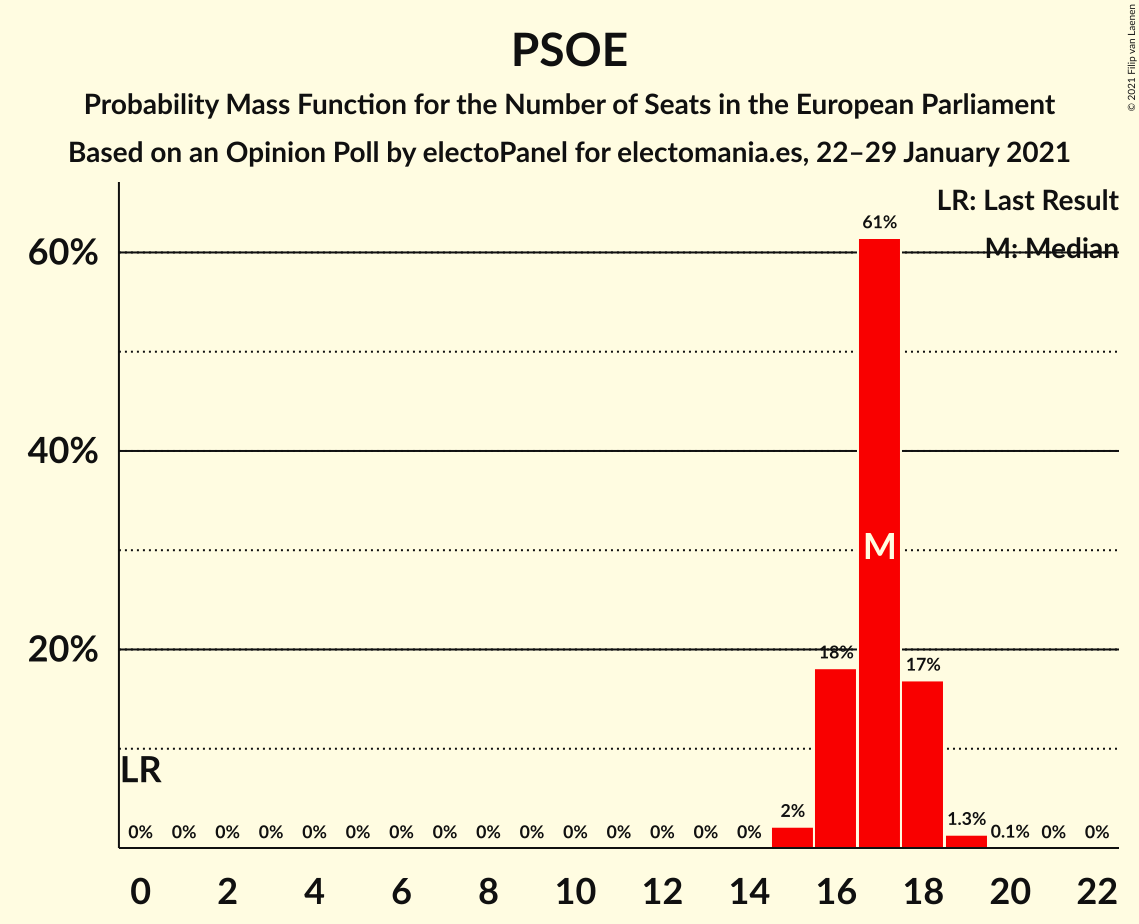 PSOE
Probability Mass Function for the Number of Seats in the European Parliament
Based on an Opinion Poll by electoPanel for electomania.es, 22–29 January 2021
© 2021 Filip van Laenen
LR: Last Result
M: Median
60%
40%
20%
61%
M
18%
17%
LR
2%
1.3%
0% 0% 0% 0% 0% 0% 0% 0% 0% 0% 0% 0% 0% 0% 0% 0.1% 0% 0%
0 2 4 6 8 10 12 14 16 18 20 22